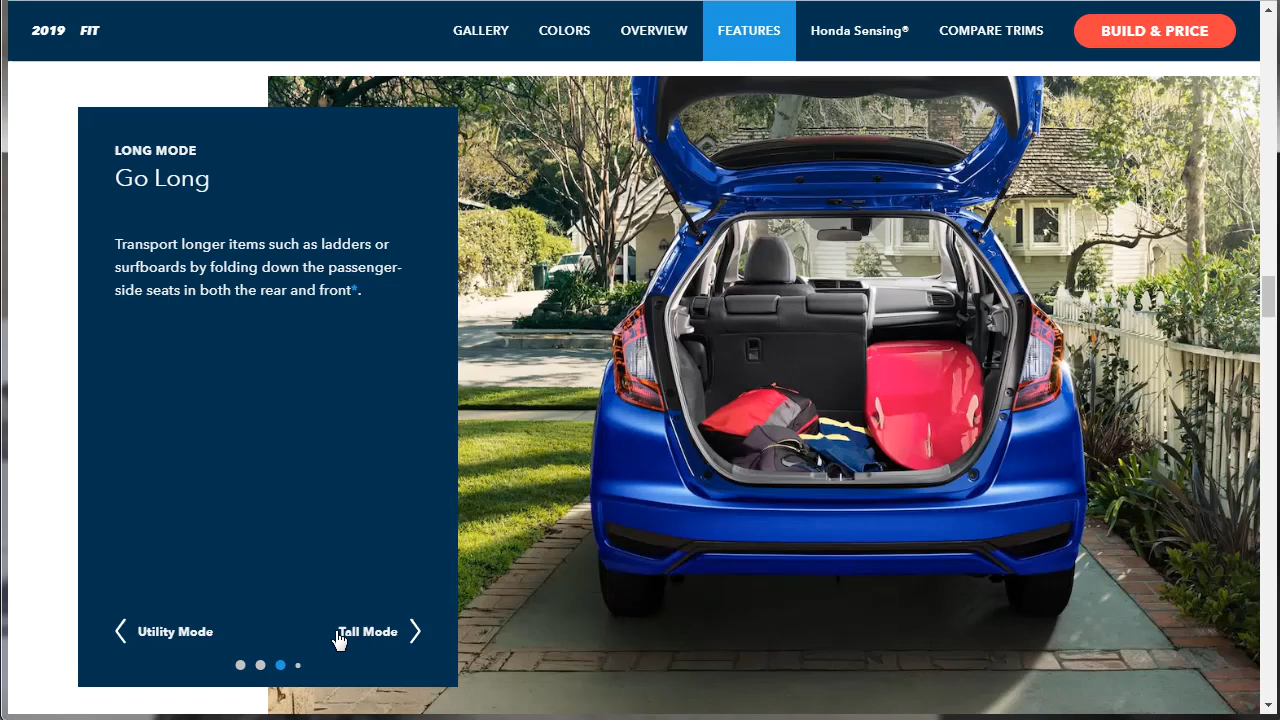 2019 FIT
GALLERY COLORS OVERVIEW FEATURES Honda Sensing® COMPARE TRIMS BUILD & PRICE
LONG MODE
Go Long
Transport longer items such as ladders or
surfboards by folding down the passenger-
side seats in both the rear and front*.
Utility Mode
Tall Mode